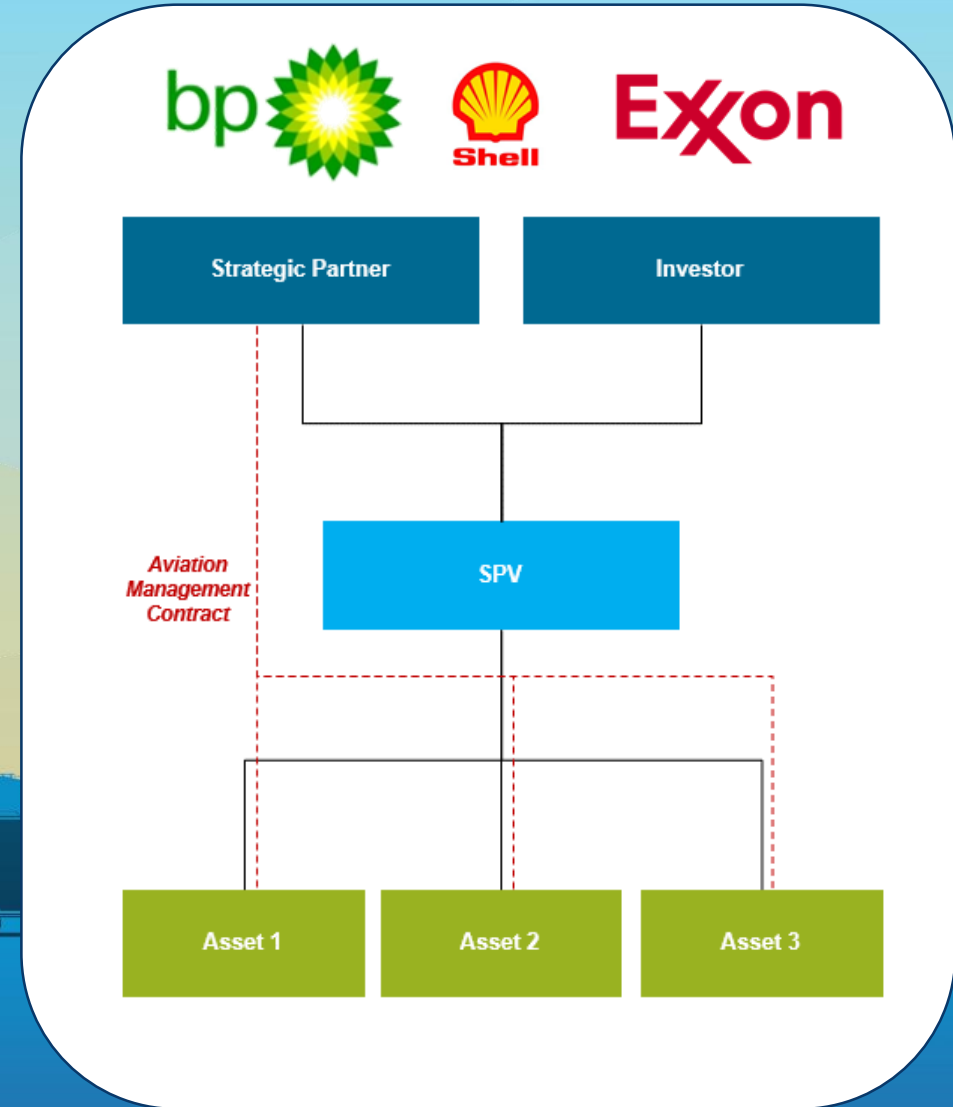 bp
Shell
Exxon
Strategic Partner
Investor
Aviation
Management
Contract
SPV
Asset 1
Asset 2
Asset 3